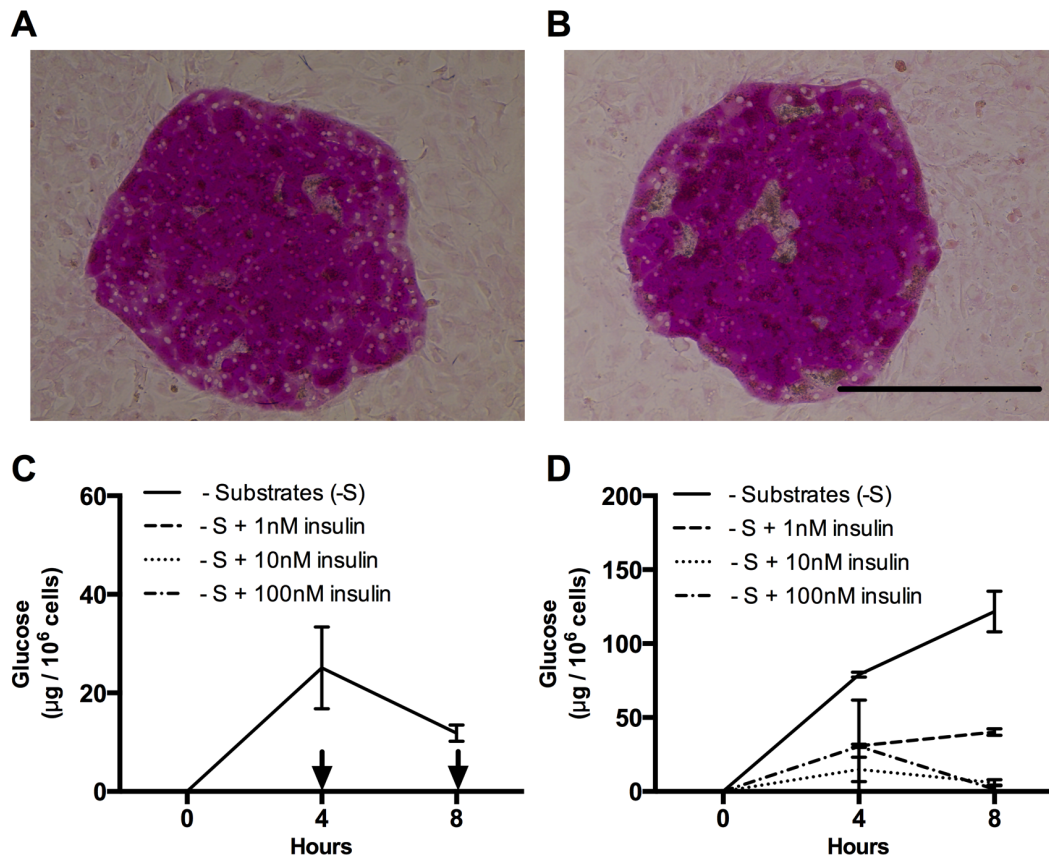 A
B
C
60
40
20
0
Glucose
(µg / 10⁶ cells)
- Substrates (-S)
- S + 1nM insulin
- S + 10nM insulin
- S + 100nM insulin
0
4
8
Hours
D
200
150
100
50
0
Glucose
(µg / 10⁶ cells)
- Substrates (-S)
- S + 1nM insulin
- S + 10nM insulin
- S + 100nM insulin
0
4
8
Hours